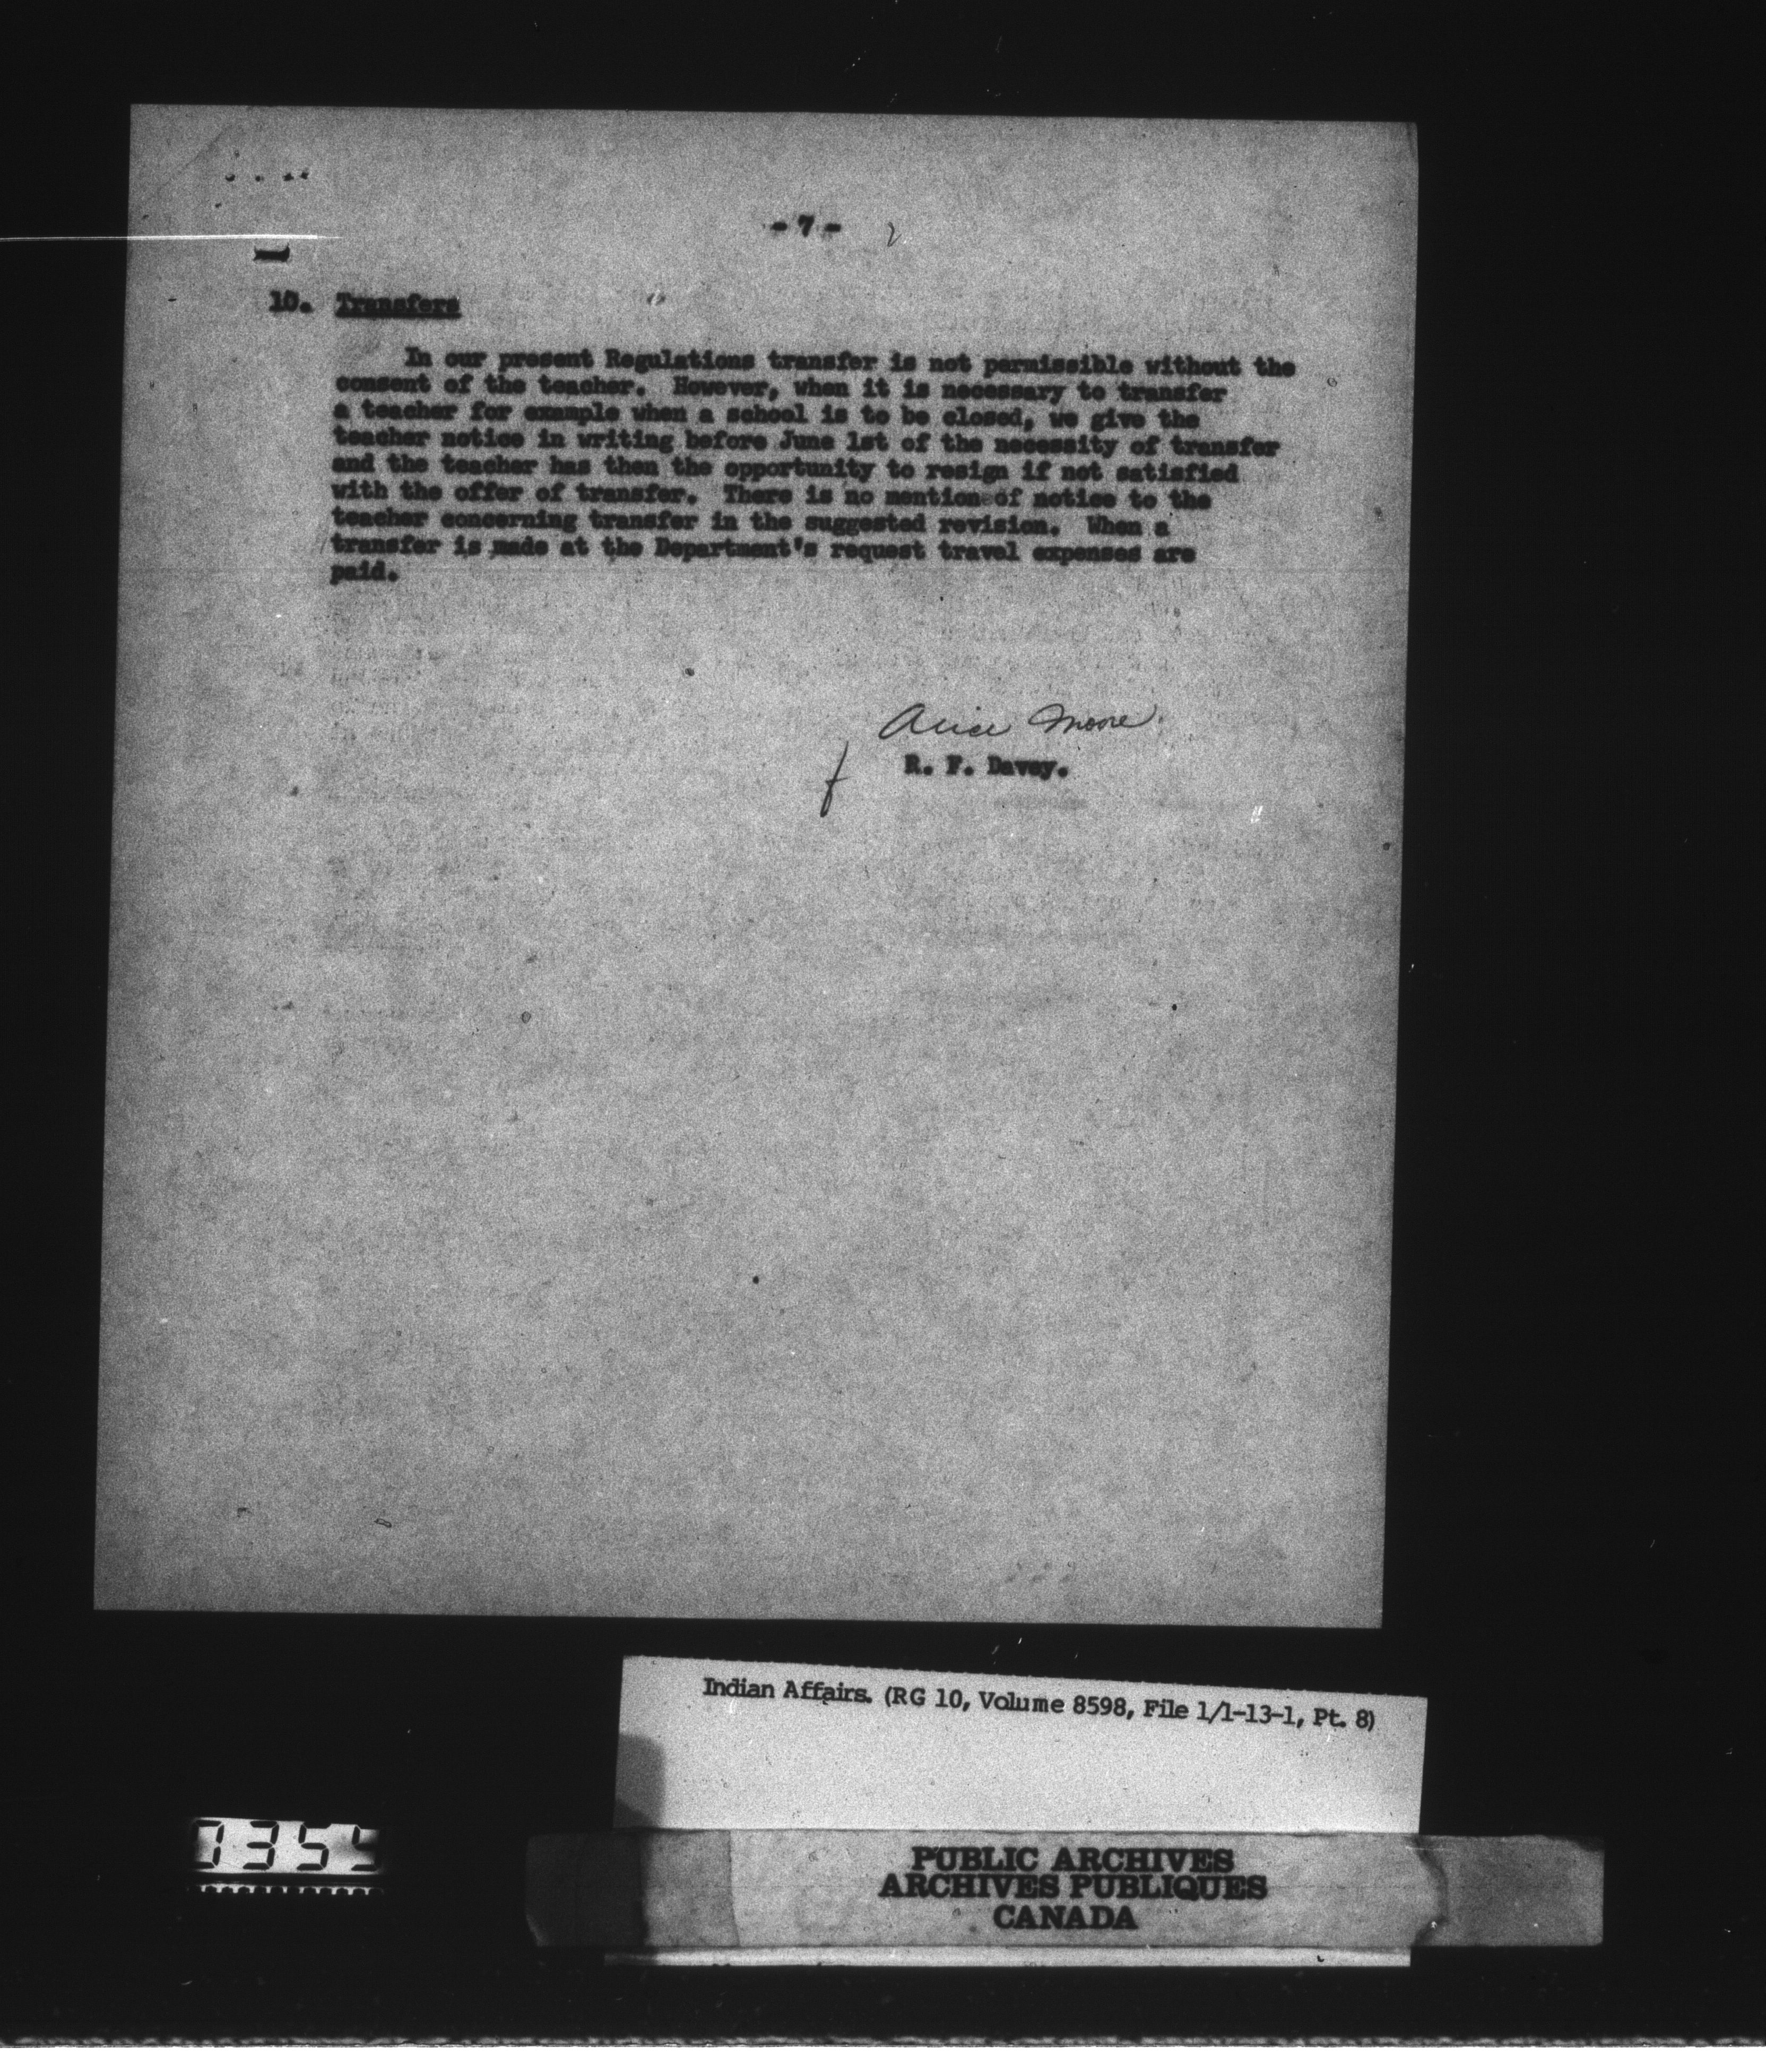 - 7 -
10. Transfers
In our present Regulations transfer is not permissible without the
consent of the teacher. However, when it is necessary to transfer
a teacher for example when a school is to be closed, we give the
teacher notice in writing before June 1st of the necessity of transfer
and the teacher has then the opportunity to resign if not satisfied
with the offer of transfer. There is no mention of notice to the
teacher concerning transfer in the suggested revision. When a
transfer is made at the Department's request travel expenses are
paid.
Alice Moore
f R. F. Davey.
Indian Affairs. (RG 10, Volume 8598, File 1/1-13-1, Pt. 8)
PUBLIC ARCHIVES
ARCHIVES PUBLIQUES
CANADA